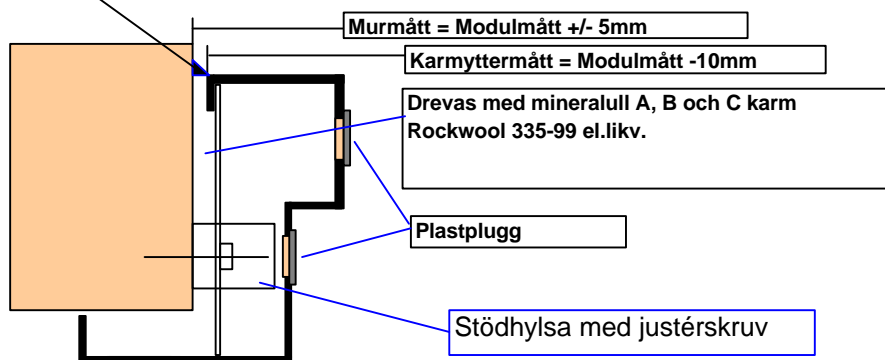 Murmått = Modulmått +/- 5mm
Karmyttermått = Modulmått -10mm
Drevas med mineralull A, B och C karm
Rockwool 335-99 el.likv.
Plastplugg
Stödhylsa med justérskruv